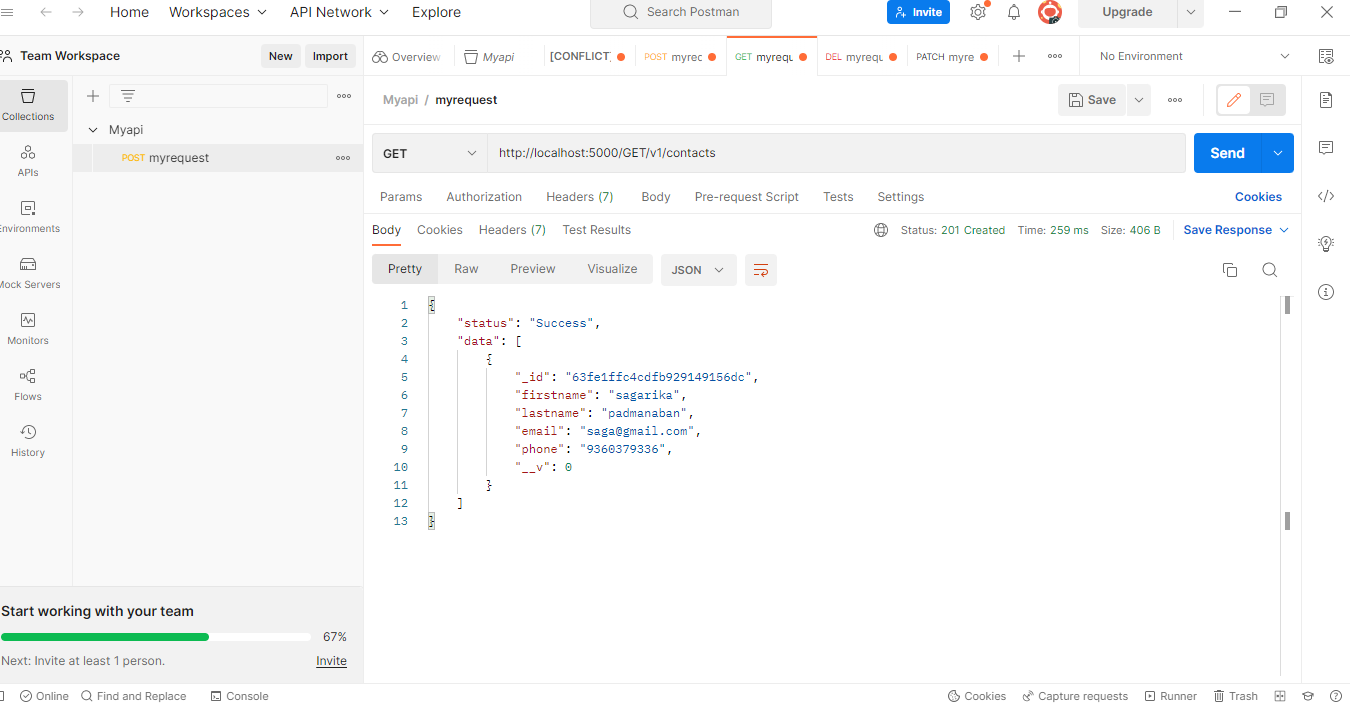 Home Workspaces API Network Explore Search Postman Invite Upgrade
Team Workspace New Import Overview Myapi [CONFLICT] POST myrec GET myrequ DEL myrequ PATCH myre No Environment
Collections
APIs
Environments
Mock Servers
Monitors
Flows
History
Myapi
POST myrequest
Myapi / myrequest Save
GET http://localhost:5000/GET/v1/contacts Send
Params Authorization Headers (7) Body Pre-request Script Tests Settings Cookies
Body Cookies Headers (7) Test Results Status: 201 Created Time: 259 ms Size: 406 B Save Response
Pretty Raw Preview Visualize JSON
1 {
2 "status": "Success",
3 "data": [
4 {
5 "_id": "63fe1ffc4cdfb929149156dc",
6 "firstname": "sagarika",
7 "lastname": "padmanaban",
8 "email": "saga@gmail.com",
9 "phone": "9360379336",
10 "__v": 0
11 }
12 ]
13 }
Start working with your team
67%
Next: Invite at least 1 person. Invite
Online Find and Replace Console Cookies Capture requests Runner Trash